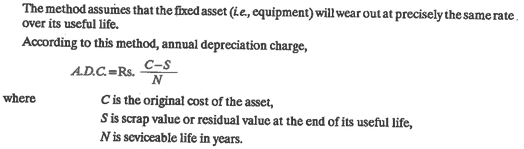 The method assumes that the fixed asset (i.e., equipment) will wear out at precisely the same rate
over its useful life.
According to this method, annual depreciation charge,
A.D.C.=Rs. C–S / N
where C is the original cost of the asset,
S is scrap value or residual value at the end of its useful life,
N is seviceable life in years.